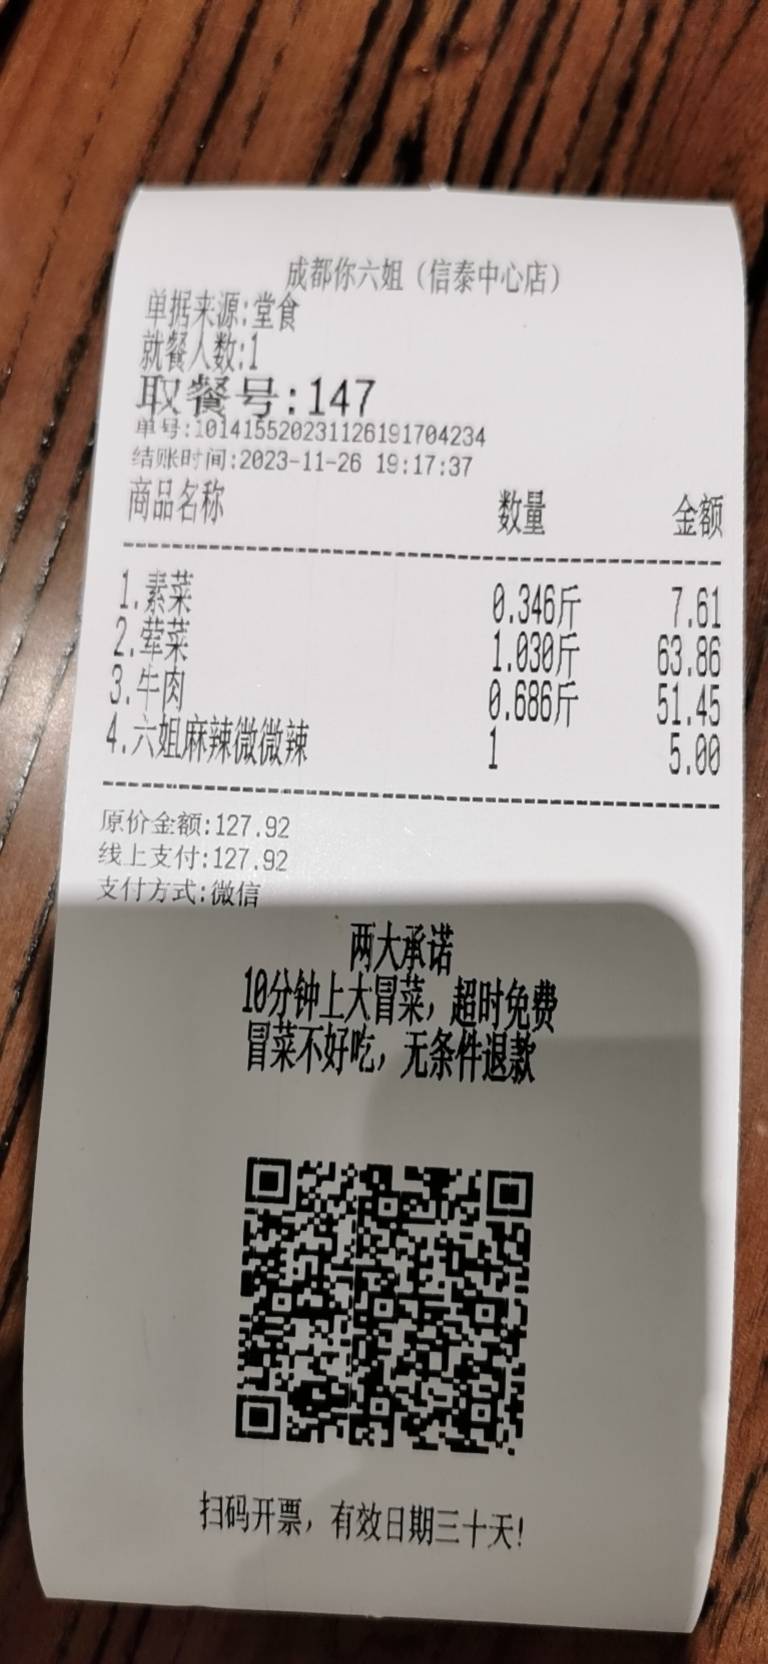 成都你六姐（信泰中心店）
单据来源:堂食
就餐人数:1
取餐号:147
单号:101415520231126191704234
结账时间:2023-11-26 19:17:37
商品名称 数量 金额
1.素菜 0.346斤 7.61
2.荤菜 1.030斤 63.86
3.牛肉 0.686斤 51.45
4.六姐麻辣微微辣 1 5.00
原价金额:127.92
线上支付:127.92
支付方式:微信
两大承诺
10分钟上大冒菜，超时免费
冒菜不好吃，无条件退款
扫码开票，有效日期三十天!